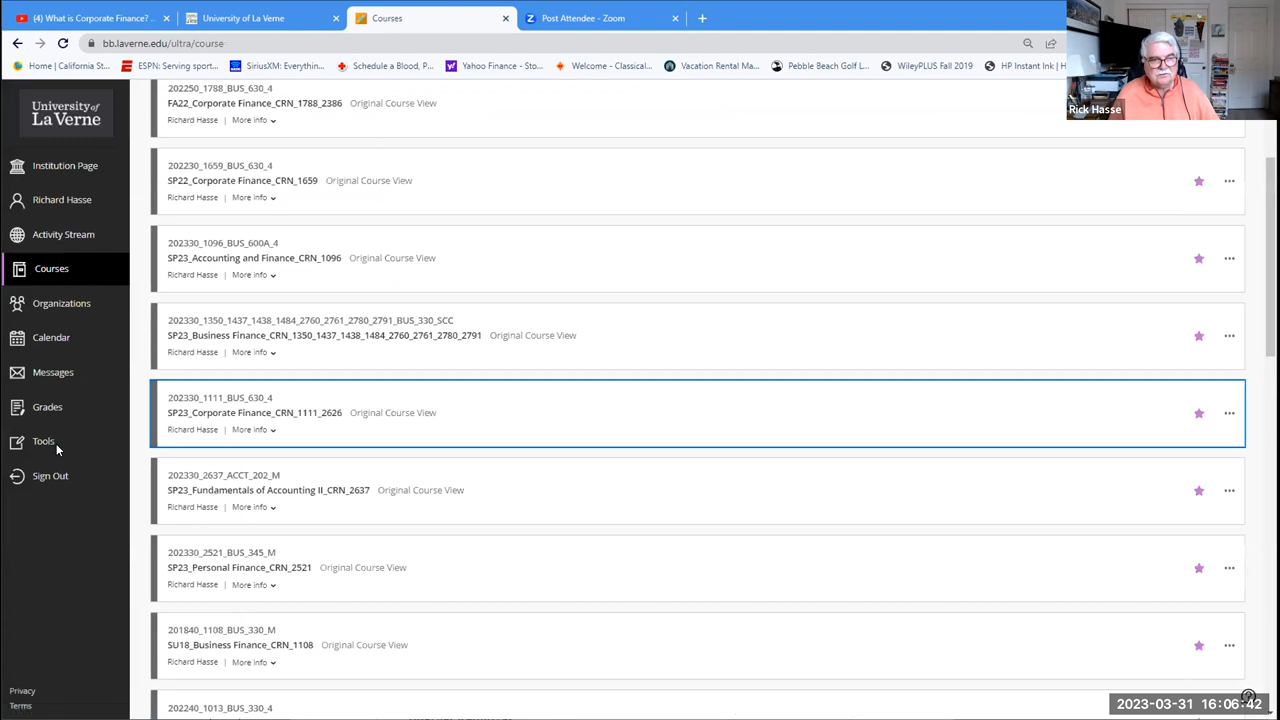 (4) What is Corporate Finance?
University of La Verne
Courses
Post Attendee - Zoom
bb.laverne.edu/ultra/course
Home | California St...
ESPN: Serving sport...
SiriusXM: Everythin...
Schedule a Blood, P...
Yahoo Finance - Sto...
Welcome - Classical...
Vacation Rental Ma...
Pebble Beach Golf L...
WileyPLUS Fall 2019
HP Instant Ink | H
Rick Hasse
University of
La Verne
Institution Page
Richard Hasse
Activity Stream
Courses
Organizations
Calendar
Messages
Grades
Tools
Sign Out
Privacy
Terms
202250_1788_BUS_630_4
FA22_Corporate Finance_CRN_1788_2386 Original Course View
Richard Hasse | More info
202230_1659_BUS_630_4
SP22_Corporate Finance_CRN_1659 Original Course View
Richard Hasse | More info
202330_1096_BUS_600A_4
SP23_Accounting and Finance_CRN_1096 Original Course View
Richard Hasse | More info
202330_1350_1437_1438_1484_2760_2761_2780_2791_BUS_330_SCC
SP23_Business Finance_CRN_1350_1437_1438_1484_2760_2761_2780_2791 Original Course View
Richard Hasse | More info
202330_1111_BUS_630_4
SP23_Corporate Finance_CRN_1111_2626 Original Course View
Richard Hasse | More info
202330_2637_ACCT_202_M
SP23_Fundamentals of Accounting II_CRN_2637 Original Course View
Richard Hasse | More info
202330_2521_BUS_345_M
SP23_Personal Finance_CRN_2521 Original Course View
Richard Hasse | More info
201840_1108_BUS_330_M
SU18_Business Finance_CRN_1108 Original Course View
Richard Hasse | More info
202240_1013_BUS_330_4
2023-03-31 16:06:42